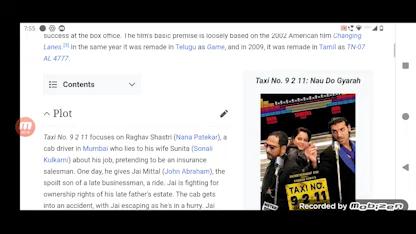 7:55
success at the box office. The film's basic premise is loosely based on the 2002 American film Changing
Lanes.[3] In the same year it was remade in Telugu as Game, and in 2009, it was remade in Tamil as TN-07
AL 4777.
Contents
Plot
Taxi No. 9 2 11 focuses on Raghav Shastri (Nana Patekar), a
cab driver in Mumbai who lies to his wife Sunita (Sonali
Kulkarni) about his job, pretending to be an insurance
salesman. One day, he gives Jai Mittal (John Abraham), the
spoilt son of a late businessman, a ride. Jai is fighting for
ownership rights of his late father's estate. The cab gets
into an accident, with Jai escaping as he's in a hurry. Jai
Taxi No. 9 2 11: Nau Do Gyarah
TAXI NO.
9·2·11
Recorded by Mobizen